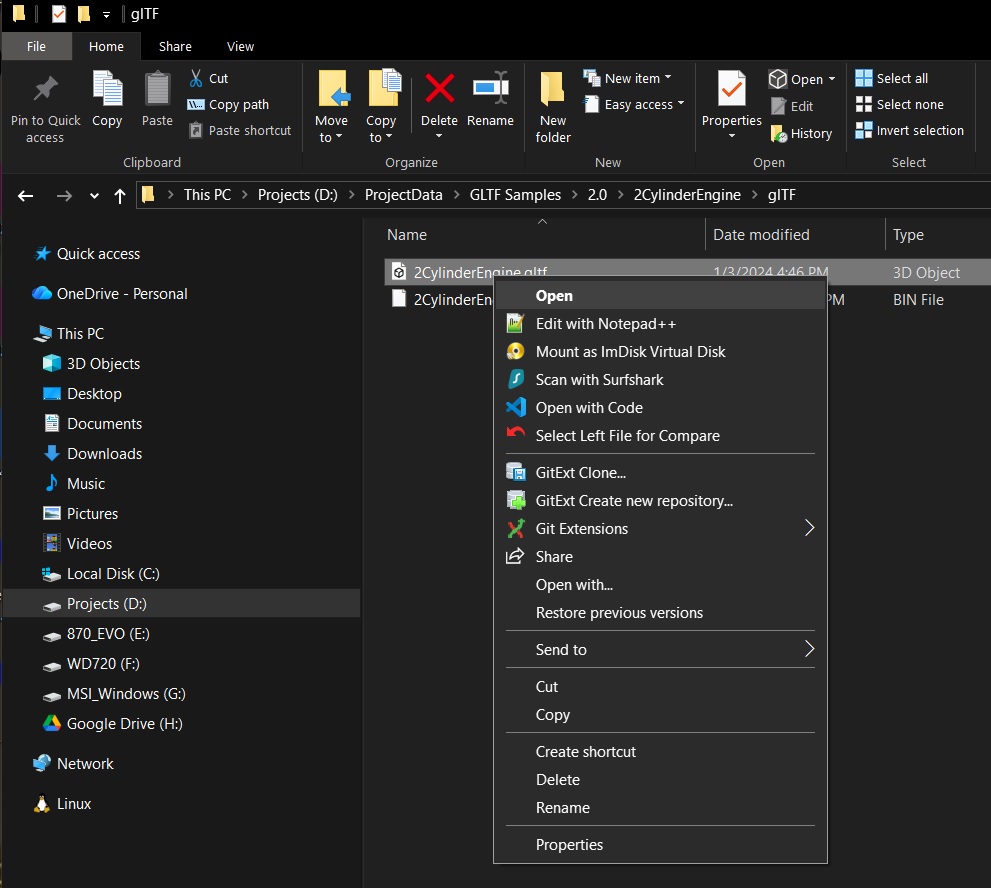 glTF
File Home Share View
Pin to Quick access
Copy
Paste
Cut
Copy path
Paste shortcut
Clipboard
Move to
Copy to
Delete
Rename
Organize
New folder
New item
Easy access
New
Properties
Open
Edit
History
Open
Select all
Select none
Invert selection
Select
This PC > Projects (D:) > ProjectData > GLTF Samples > 2.0 > 2CylinderEngine > glTF
Name Date modified Type
2CylinderEngine.gltf 1/3/2024 4:46 PM 3D Object
2CylinderEn PM BIN File
Quick access
OneDrive - Personal
This PC
3D Objects
Desktop
Documents
Downloads
Music
Pictures
Videos
Local Disk (C:)
Projects (D:)
870_EVO (E:)
WD720 (F:)
MSI_Windows (G:)
Google Drive (H:)
Network
Linux
Open
Edit with Notepad++
Mount as ImDisk Virtual Disk
Scan with Surfshark
Open with Code
Select Left File for Compare
GitExt Clone...
GitExt Create new repository...
Git Extensions
Share
Open with...
Restore previous versions
Send to
Cut
Copy
Create shortcut
Delete
Rename
Properties